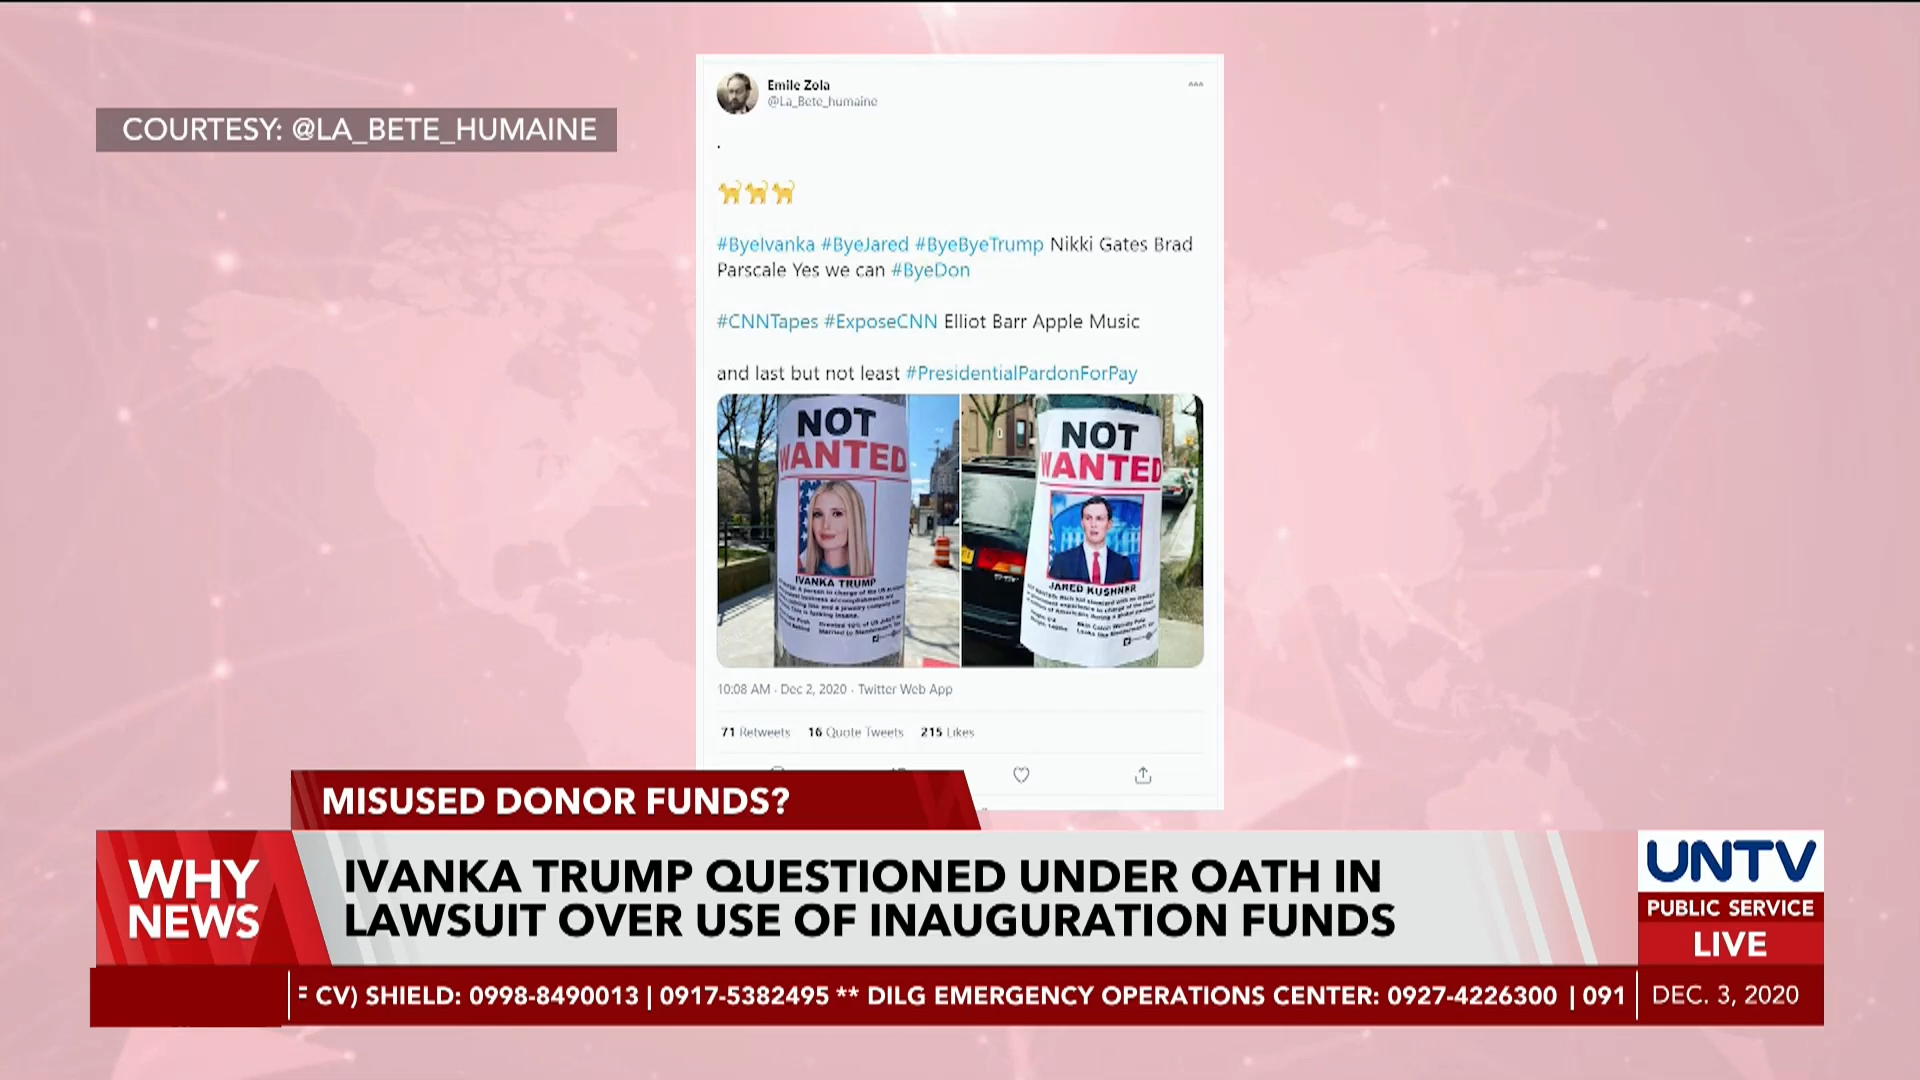 COURTESY: @LA_BETE_HUMAINE
Emile Zola
@La_Bete_humaine
.
#ByeIvanka #ByeJared #ByeByeTrump Nikki Gates Brad
Parscale Yes we can #ByeDon
#CNNTapes #ExposeCNN Elliot Barr Apple Music
and last but not least #PresidentialPardonForPay
NOT
WANTED
IVANKA TRUMP
NOT
WANTED
JARED KUSHNER
10:08 AM · Dec 2, 2020 · Twitter Web App
71 Retweets 16 Quote Tweets 215 Likes
MISUSED DONOR FUNDS?
WHY
NEWS
IVANKA TRUMP QUESTIONED UNDER OATH IN
LAWSUIT OVER USE OF INAUGURATION FUNDS
UNTV
PUBLIC SERVICE
LIVE
CV) SHIELD: 0998-8490013 | 0917-5382495 ** DILG EMERGENCY OPERATIONS CENTER: 0927-4226300 | 091
DEC. 3, 2020